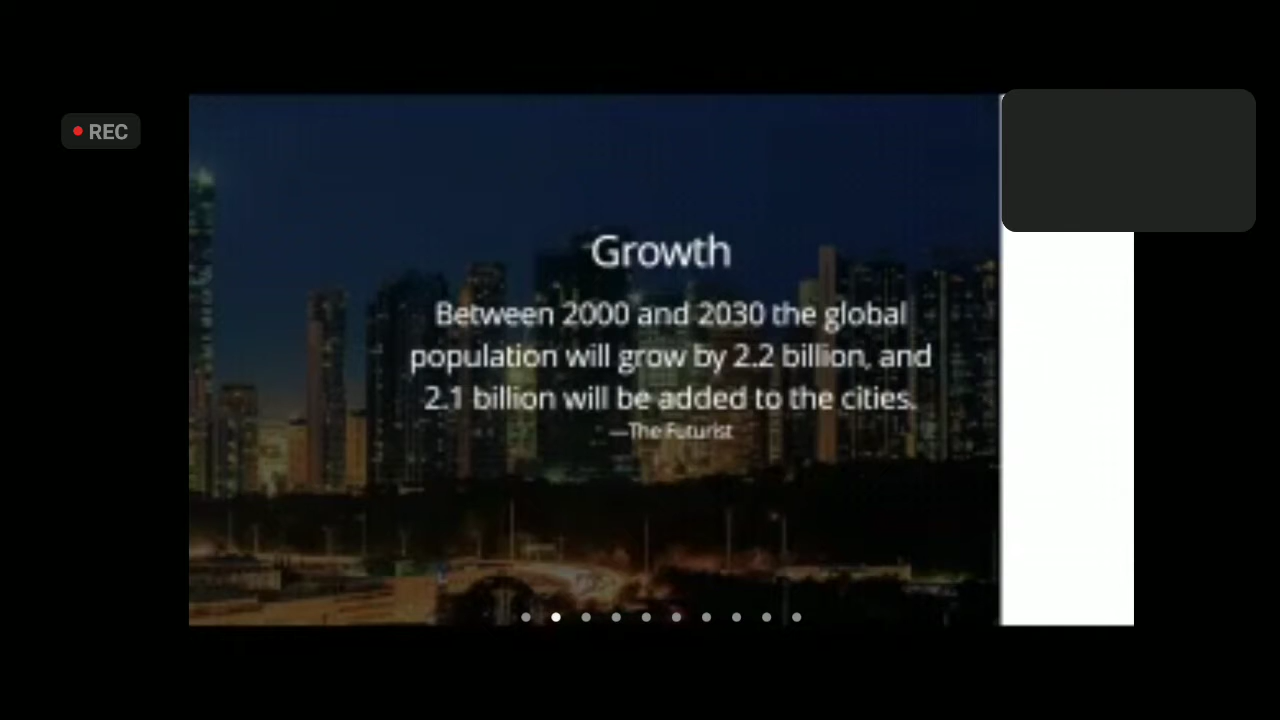 REC
Growth
Between 2000 and 2030 the global
population will grow by 2.2 billion, and
2.1 billion will be added to the cities.
—The Futurist